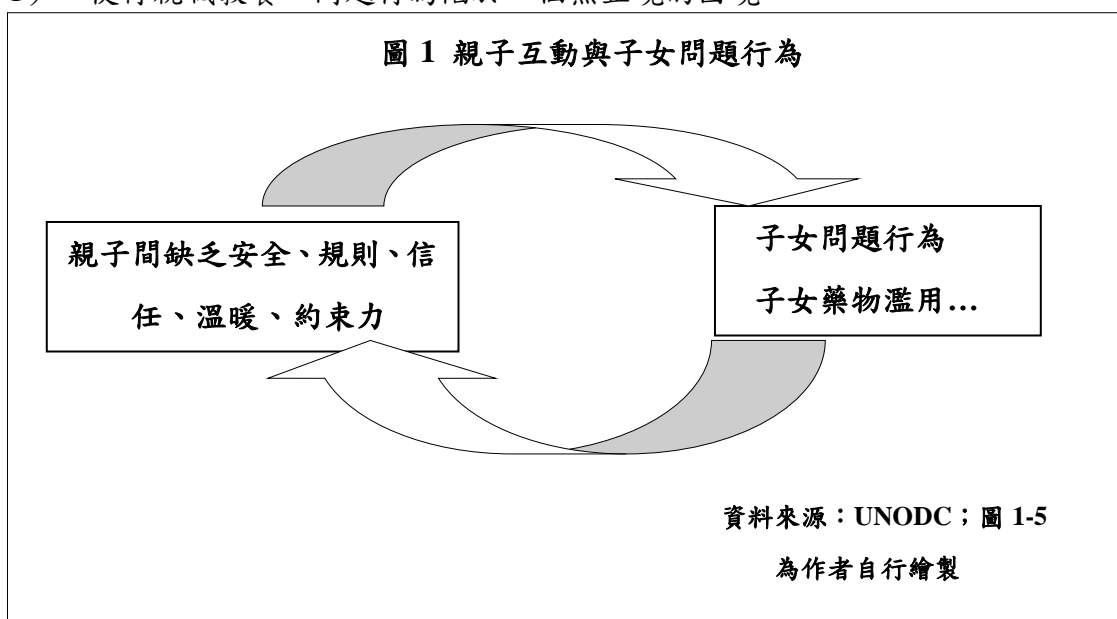 圖 1 親子互動與子女問題行為
親子間缺乏安全、規則、信
任、溫暖、約束力
子女問題行為
子女藥物濫用…
資料來源：UNODC；圖 1-5
為作者自行繪製